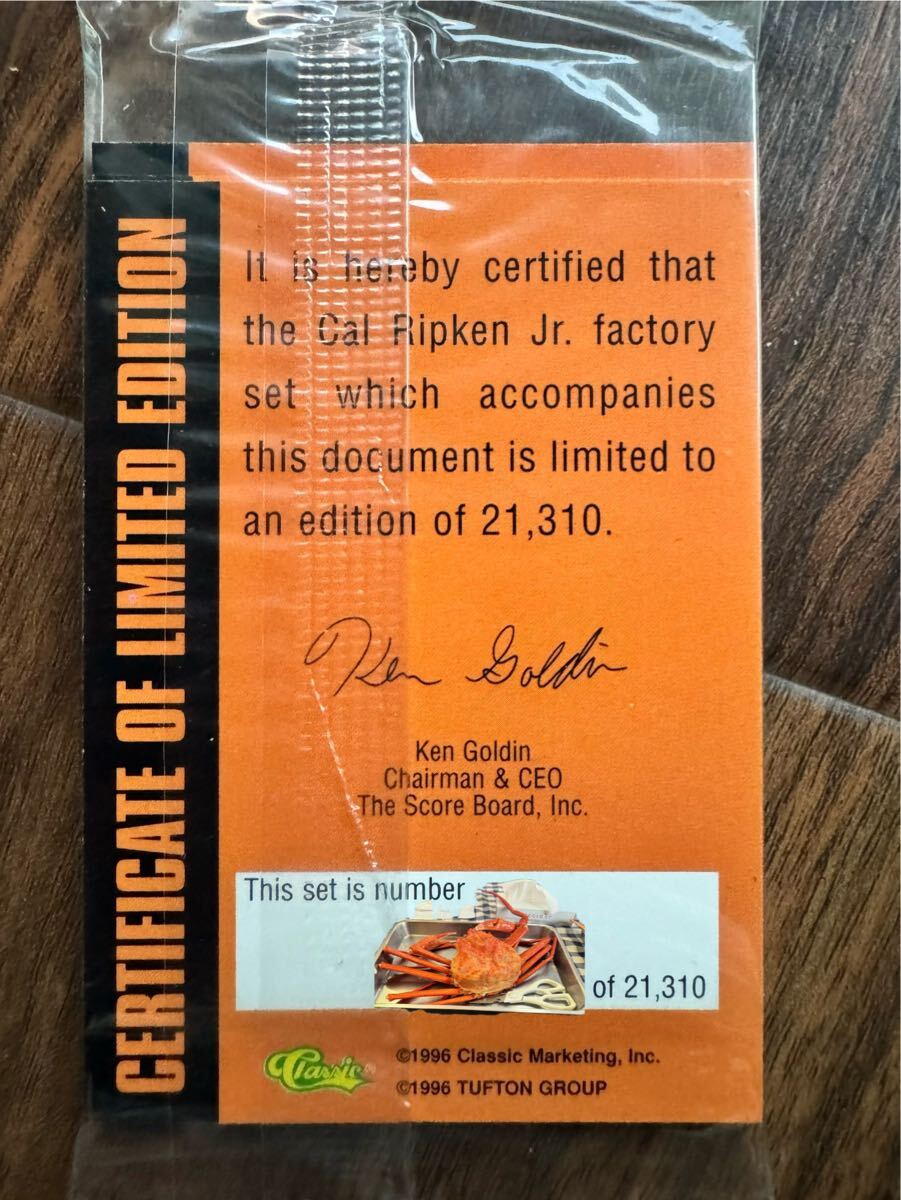 CERTIFICATE OF LIMITED EDITION
It is hereby certified that
the Cal Ripken Jr. factory
set which accompanies
this document is limited to
an edition of 21,310.
Ken Goldin
Ken Goldin
Chairman & CEO
The Score Board, Inc.
This set is number
of 21,310
Classic
©1996 Classic Marketing, Inc.
©1996 TUFTON GROUP